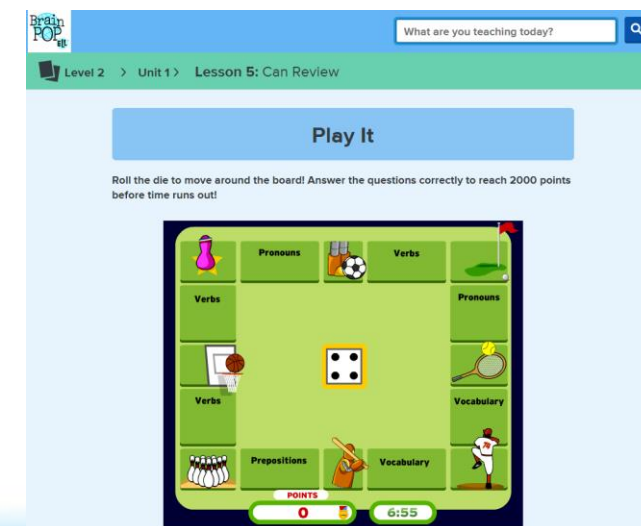 Brain
POP
ELL
What are you teaching today?
Level 2 > Unit 1 > Lesson 5: Can Review
Play It
Roll the die to move around the board! Answer the questions correctly to reach 2000 points
before time runs out!
Pronouns
Verbs
Verbs
Pronouns
Verbs
Vocabulary
Prepositions
Vocabulary
POINTS
0
6:55